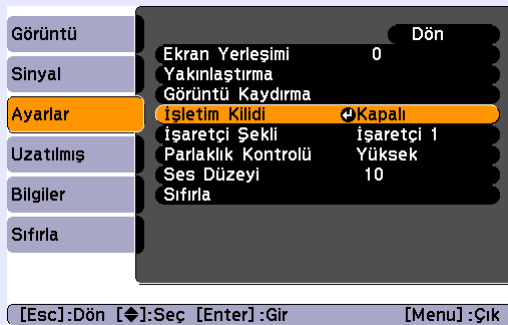 Görüntü
Sinyal
Ayarlar
Uzatılmış
Bilgiler
Sıfırla
Dön
Ekran Yerleşimi 0
Yakınlaştırma
Görüntü Kaydırma
İşletim Kilidi Kapalı
İşaretçi Şekli İşaretçi 1
Parlaklık Kontrolü Yüksek
Ses Düzeyi 10
Sıfırla
[Esc]:Dön [◆]:Seç [Enter]:Gir [Menu]:Çık